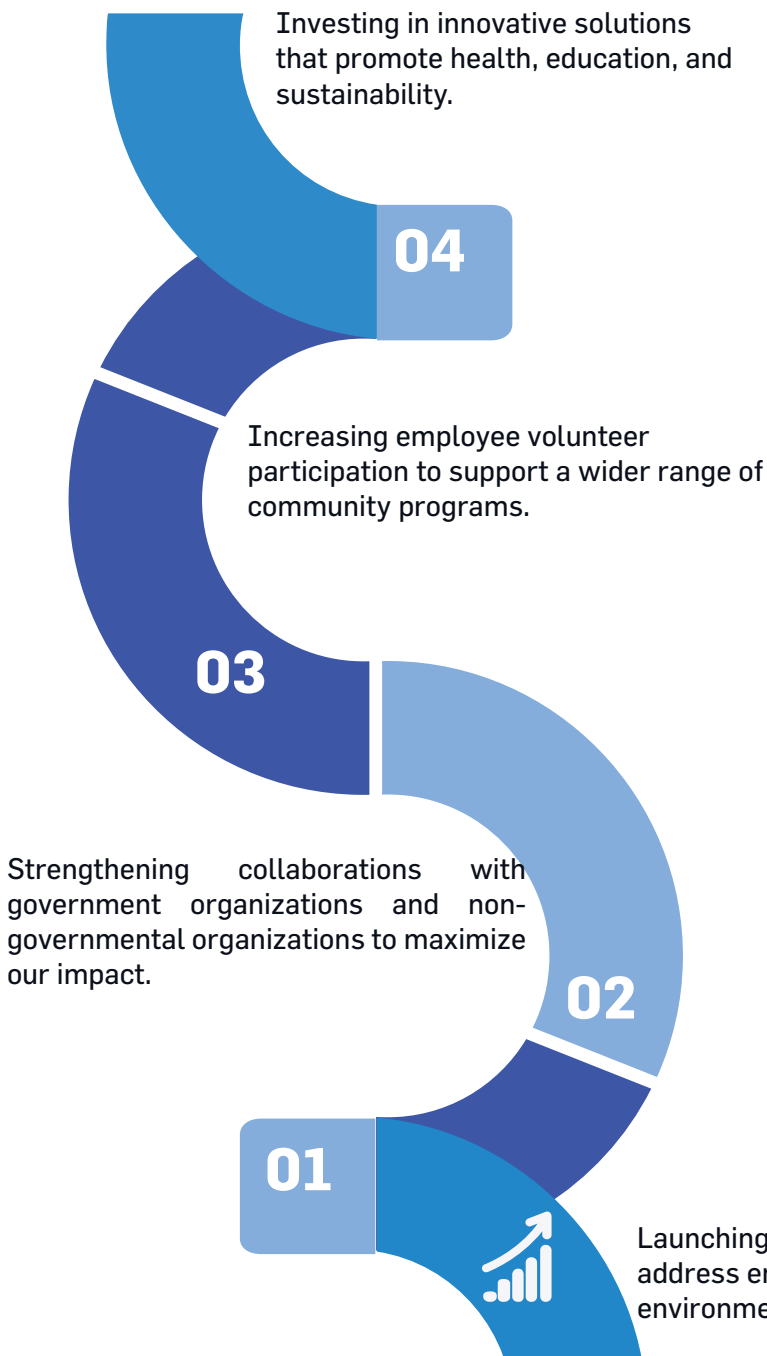 Investing in innovative solutions
that promote health, education, and
sustainability.
04
Increasing employee volunteer
participation to support a wider range of
community programs.
03
Strengthening collaborations with
government organizations and non-
governmental organizations to maximize
our impact.
02
01
Launching
address